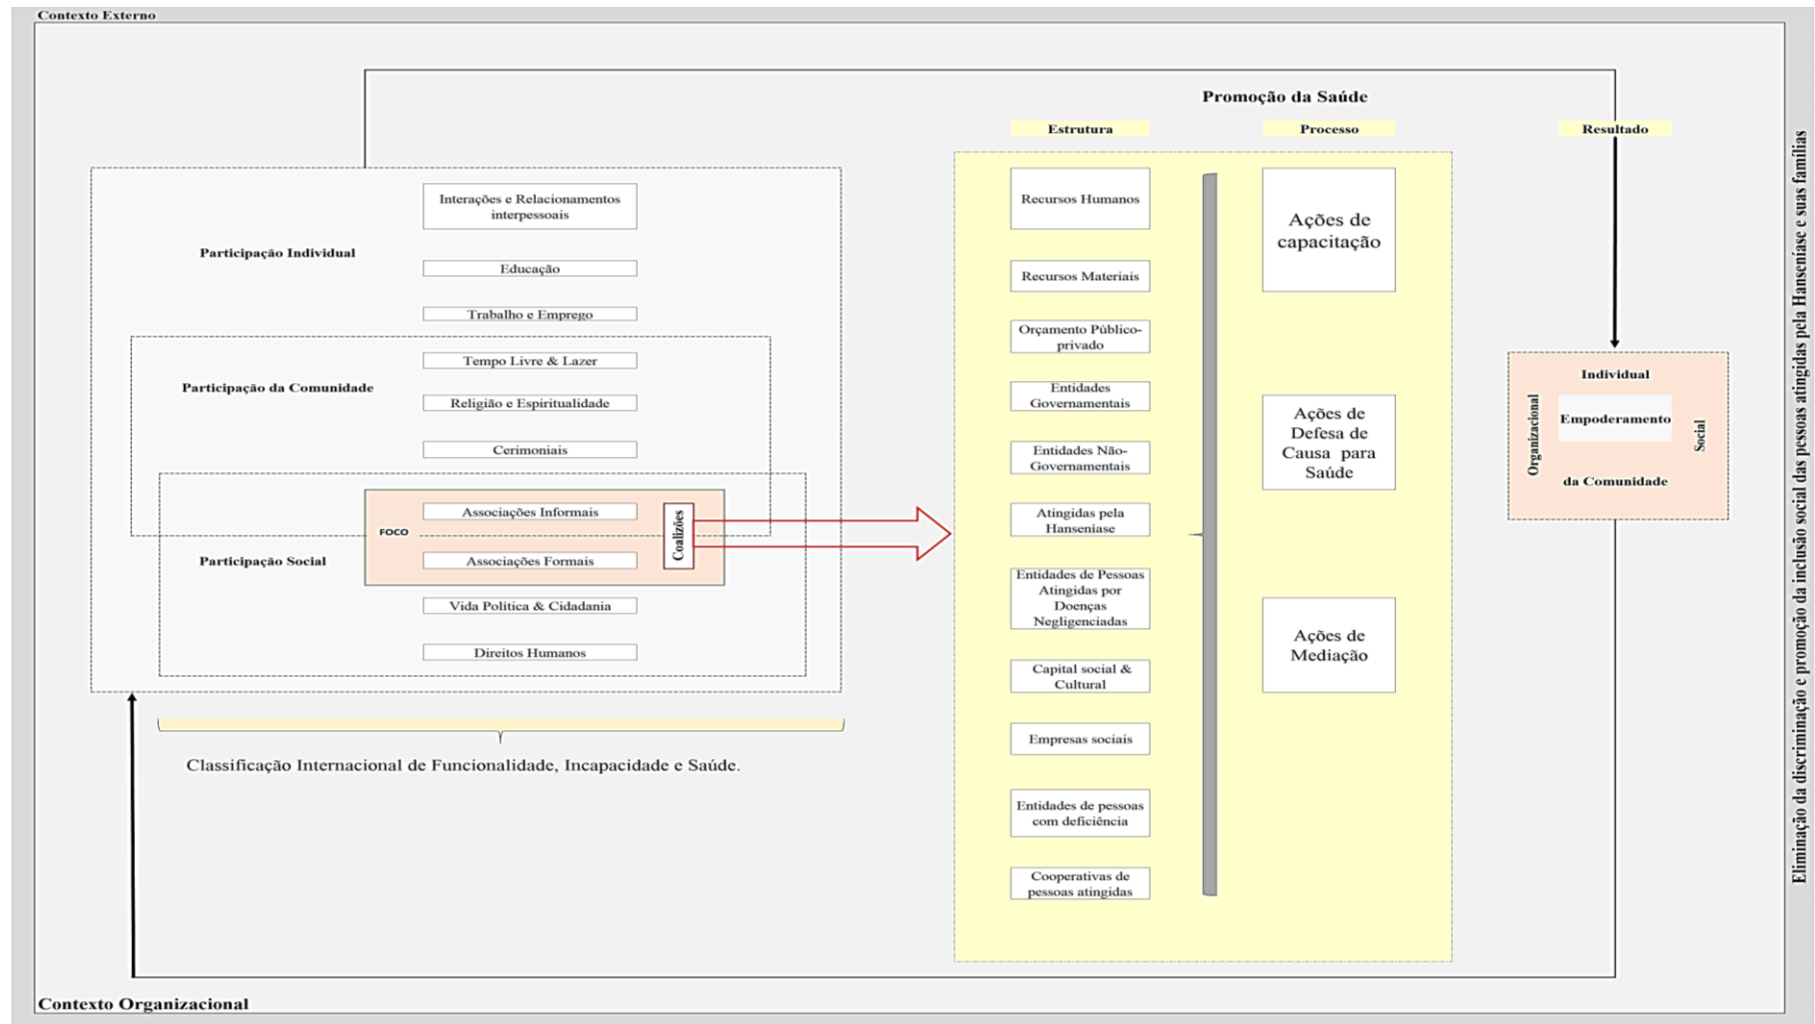 Contexto Externo
Promoção da Saúde
Estrutura
Processo
Resultado
Participação Individual
Interações e Relacionamentos
interpessoais
Educação
Trabalho e Emprego
Participação da Comunidade
Tempo Livre & Lazer
Religião e Espiritualidade
Cerimoniais
Participação Social
FOCO
Associações Informais
Associações Formais
Coalizões
Vida Política & Cidadania
Direitos Humanos
Classificação Internacional de Funcionalidade, Incapacidade e Saúde.
Recursos Humanos
Recursos Materiais
Orçamento Público-
privado
Entidades
Governamentais
Entidades Não-
Governamentais
Atingidas pela
Hanseníase
Entidades de Pessoas
Atingidas por
Doenças
Negligenciadas
Capital social &
Cultural
Empresas sociais
Entidades de pessoas
com deficiência
Cooperativas de
pessoas atingidas
Ações de
capacitação
Ações de
Defesa de
Causa para
Saúde
Ações de
Mediação
Individual
Organizacional
Empoderamento
Social
da Comunidade
Eliminação da discriminação e promoção da inclusão social das pessoas atingidas pela Hanseníase e suas famílias
Contexto Organizacional